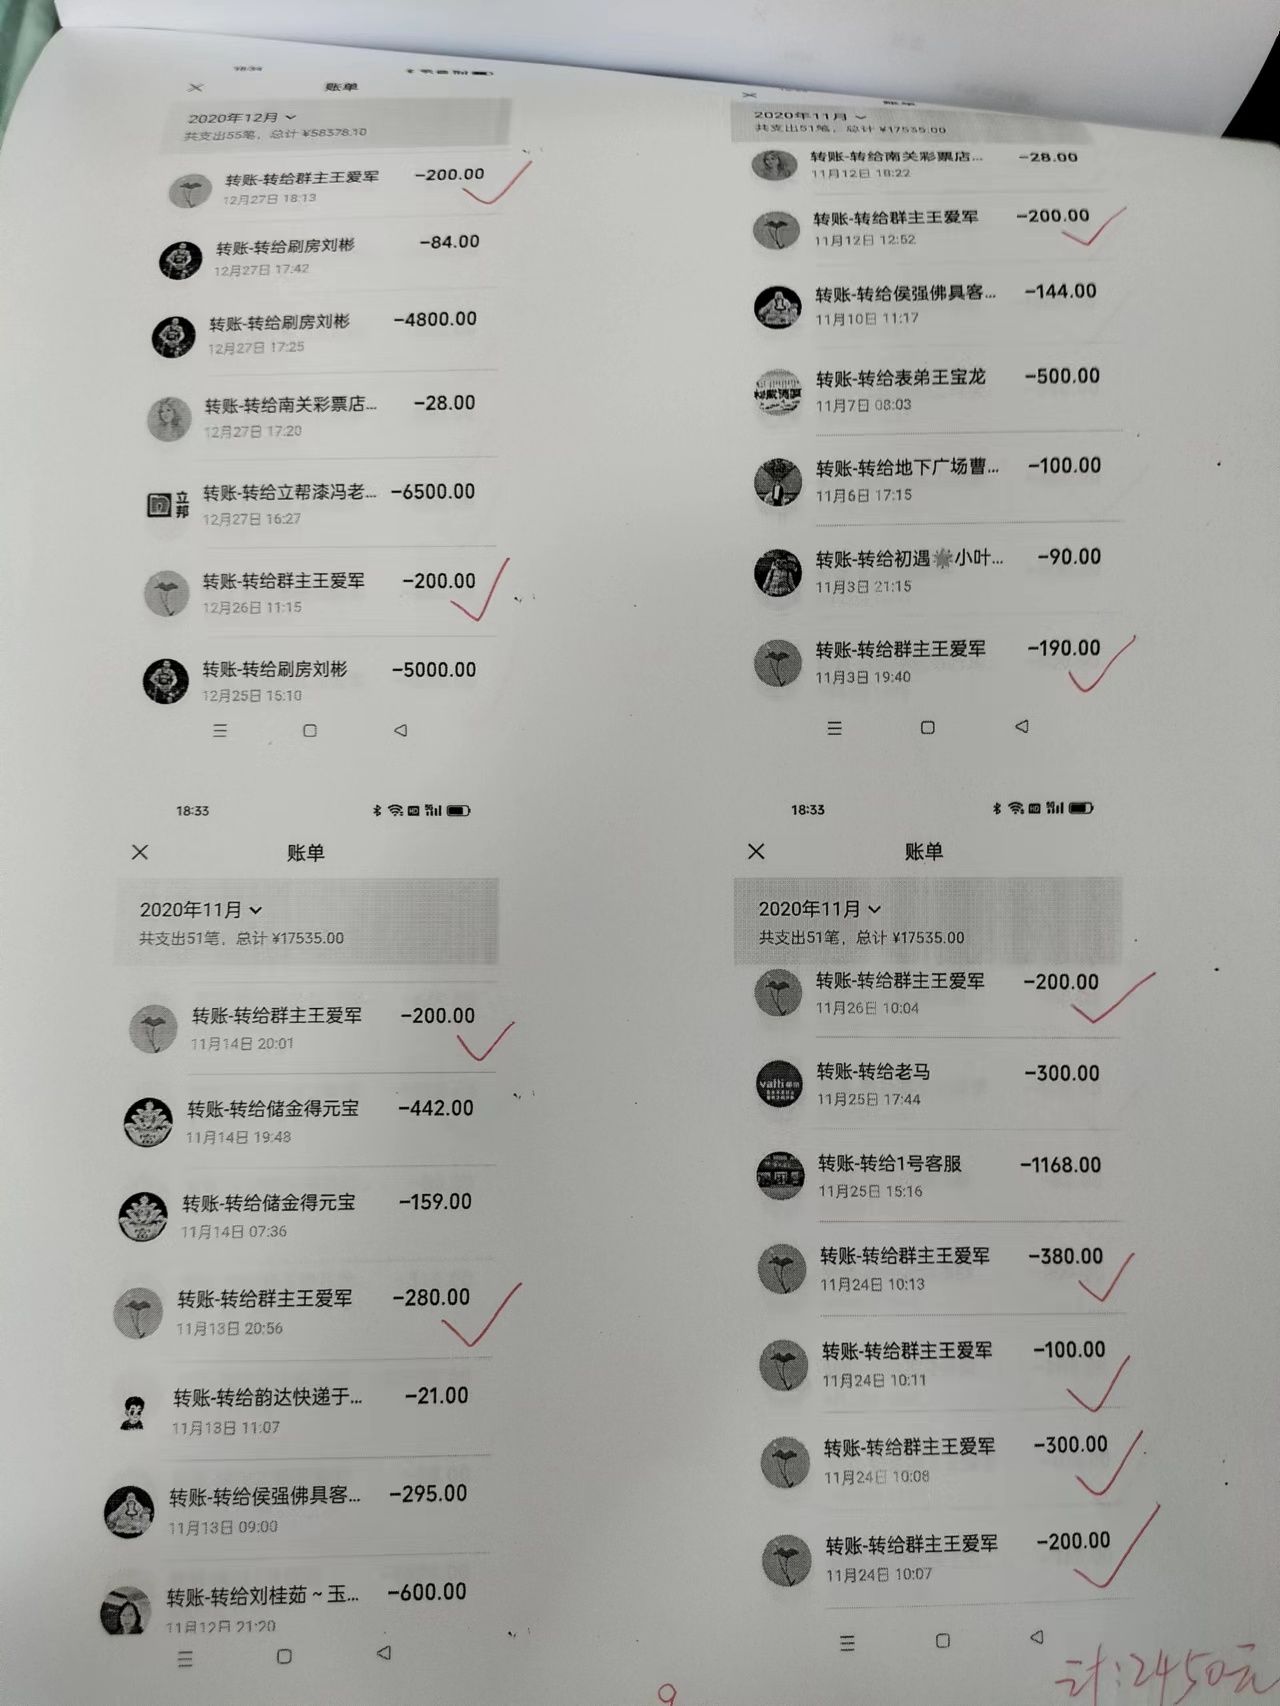 18:34
账单
2020年12月
共支出55笔，总计 ¥58378.10
转账-转给群主王爱军 -200.00
12月27日 18:13
转账-转给刷房刘彬 -84.00
12月27日 17:42
转账-转给刷房刘彬 -4800.00
12月27日 17:25
转账-转给南关彩票店... -28.00
12月27日 17:20
立邦
转账-转给立帮漆冯老... -6500.00
12月27日 16:27
转账-转给群主王爱军 -200.00
12月26日 11:15
转账-转给刷房刘彬 -5000.00
12月25日 15:10
账单
2020年11月
共支出51笔，总计 ¥17535.00
转账-转给南关彩票店... -28.00
11月12日 18:22
转账-转给群主王爱军 -200.00
11月12日 12:52
转账-转给侯强佛具客... -144.00
11月10日 11:17
转账-转给表弟王宝龙 -500.00
11月7日 08:03
转账-转给地下广场曹... -100.00
11月6日 17:15
转账-转给初遇🌟小叶... -90.00
11月3日 21:15
转账-转给群主王爱军 -190.00
11月3日 19:40
18:33
账单
2020年11月
共支出51笔，总计 ¥17535.00
转账-转给群主王爱军 -200.00
11月14日 20:01
转账-转给储金得元宝 -442.00
11月14日 19:48
转账-转给储金得元宝 -159.00
11月14日 07:36
转账-转给群主王爱军 -280.00
11月13日 20:56
转账-转给韵达快递于... -21.00
11月13日 11:07
转账-转给侯强佛具客... -295.00
11月13日 09:00
转账-转给刘桂茹～玉... -600.00
11月12日 21:20
18:33
账单
2020年11月
共支出51笔，总计 ¥17535.00
转账-转给群主王爱军 -200.00
11月26日 10:04
valti
转账-转给老马 -300.00
11月25日 17:44
转账-转给1号客服 -1168.00
11月25日 15:16
转账-转给群主王爱军 -380.00
11月24日 10:13
转账-转给群主王爱军 -100.00
11月24日 10:11
转账-转给群主王爱军 -300.00
11月24日 10:08
转账-转给群主王爱军 -200.00
11月24日 10:07
计：2450元
9